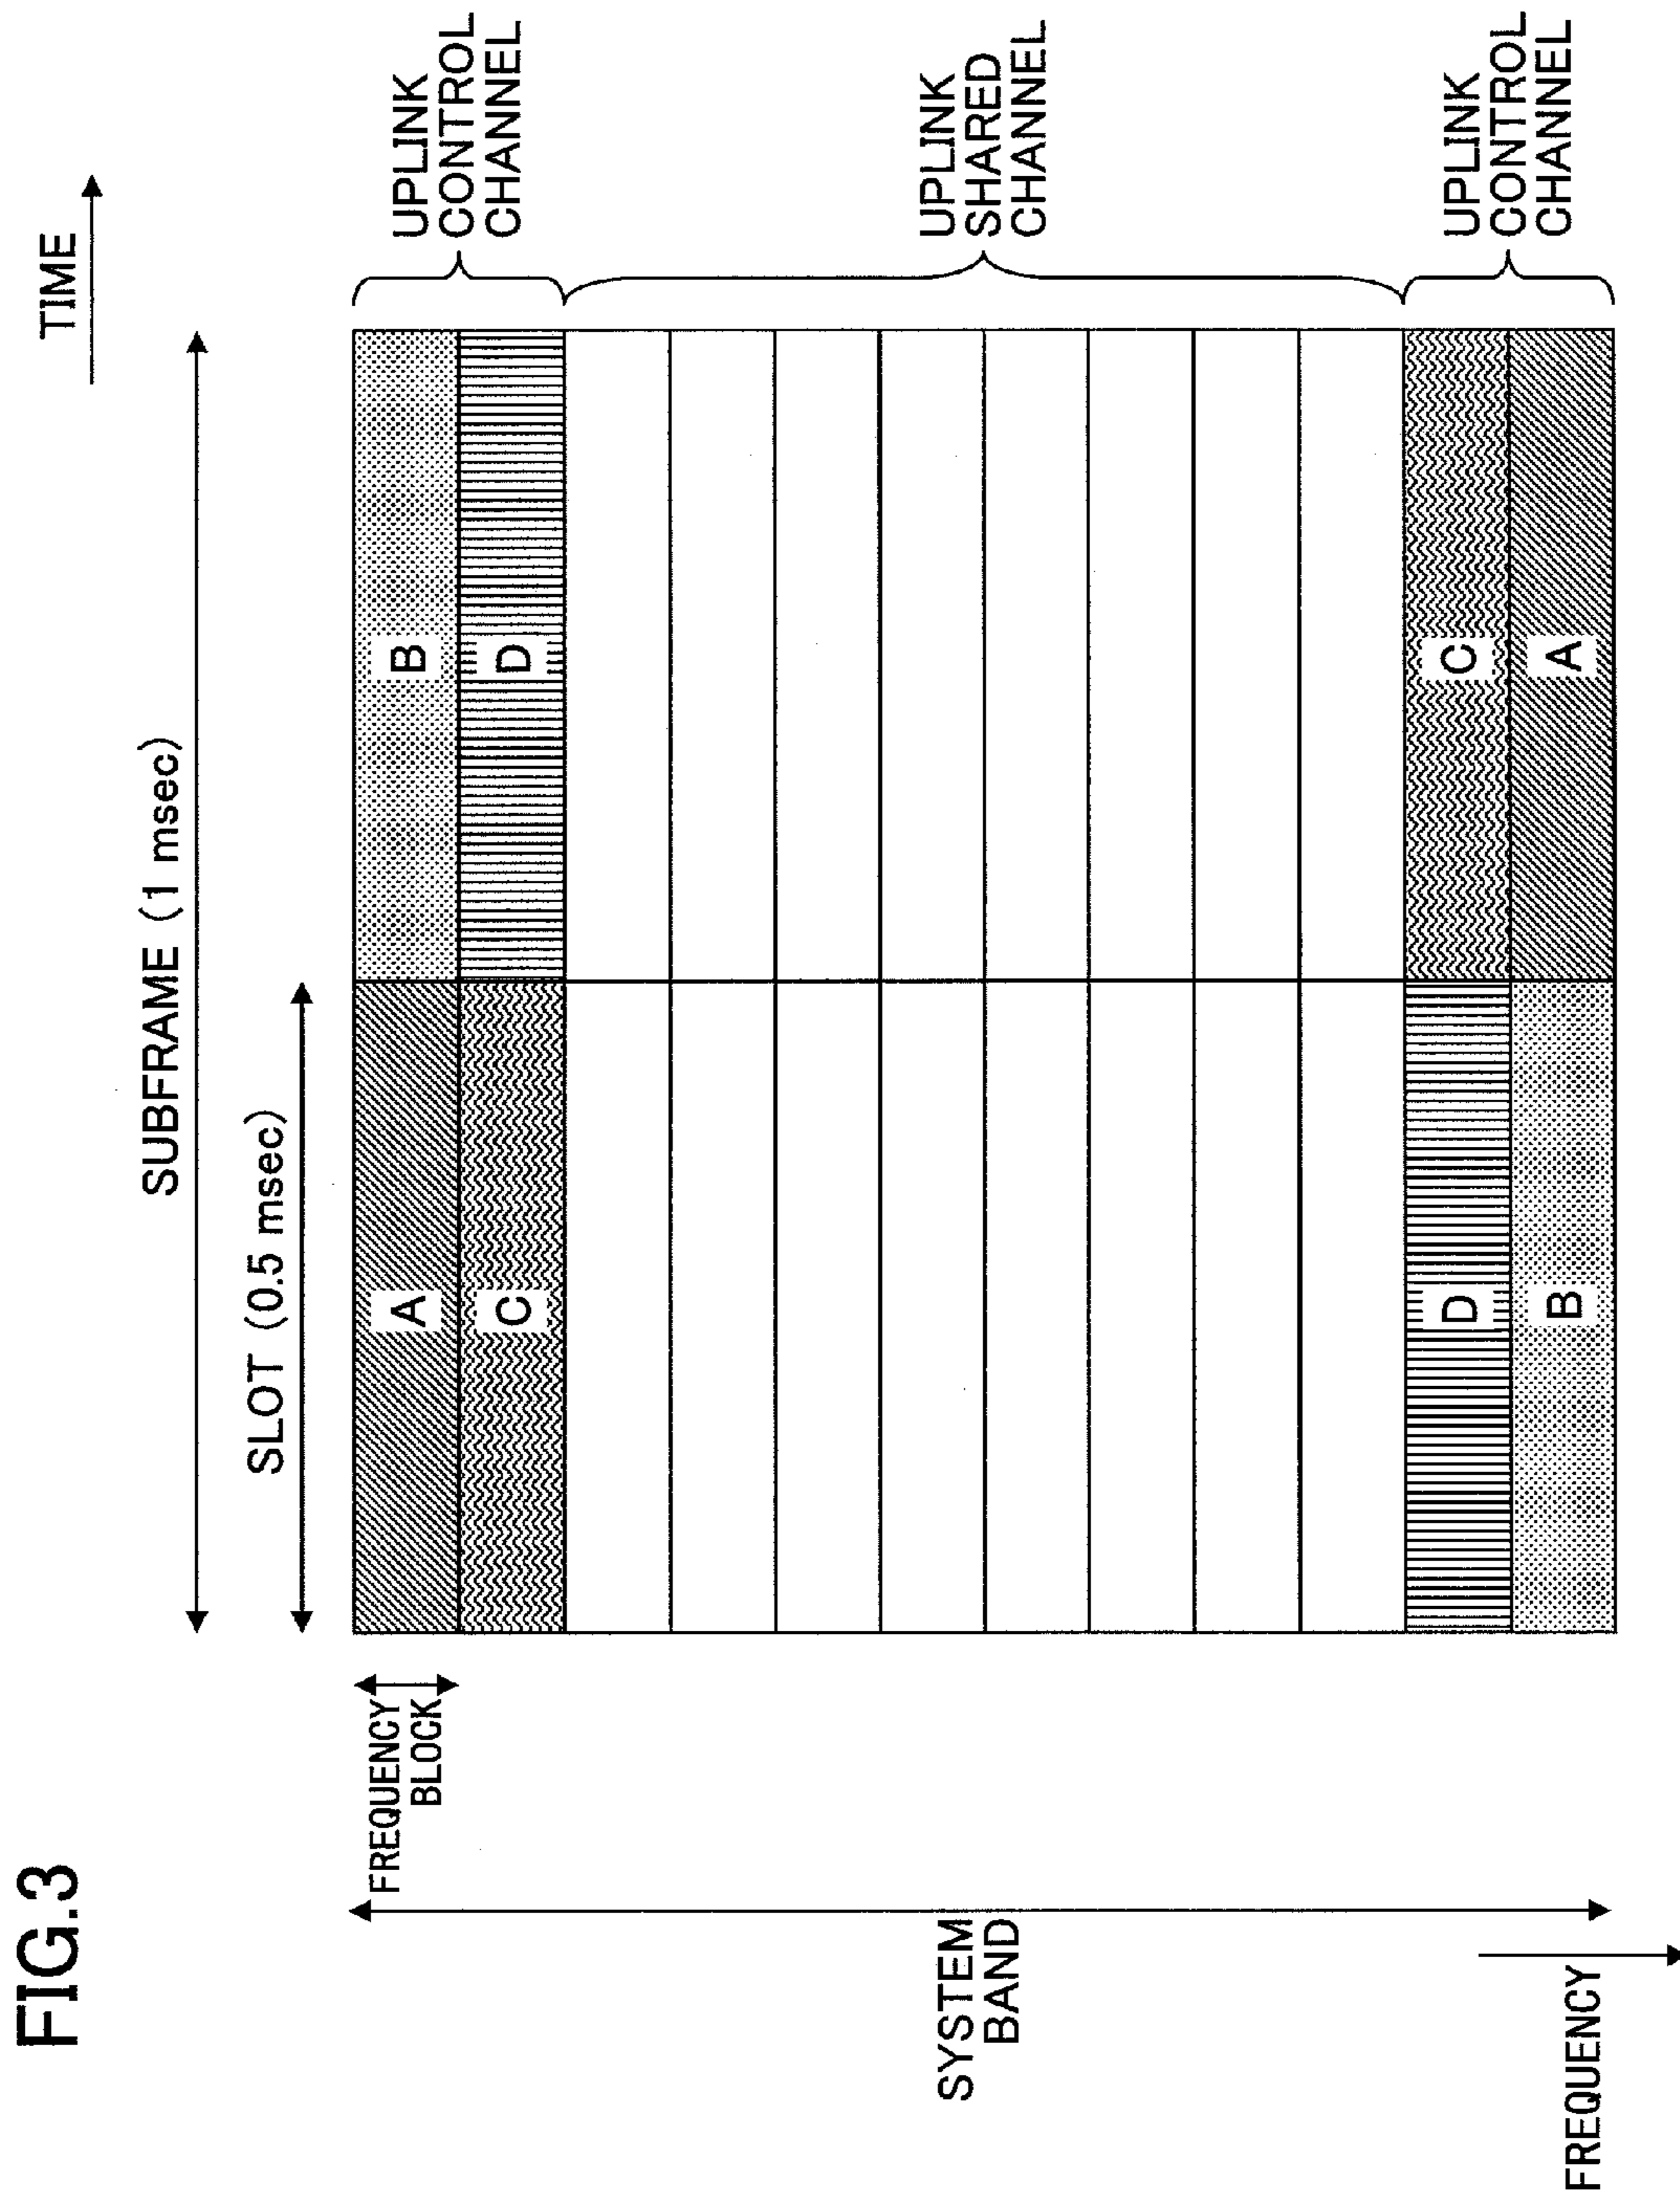 FIG.3
TIME
SUBFRAME (1 msec)
SLOT (0.5 msec)
FREQUENCY
BLOCK
A
B
UPLINK
CONTROL
CHANNEL
C
D
SYSTEM
BAND
UPLINK
SHARED
CHANNEL
D
C
UPLINK
CONTROL
CHANNEL
B
A
FREQUENCY